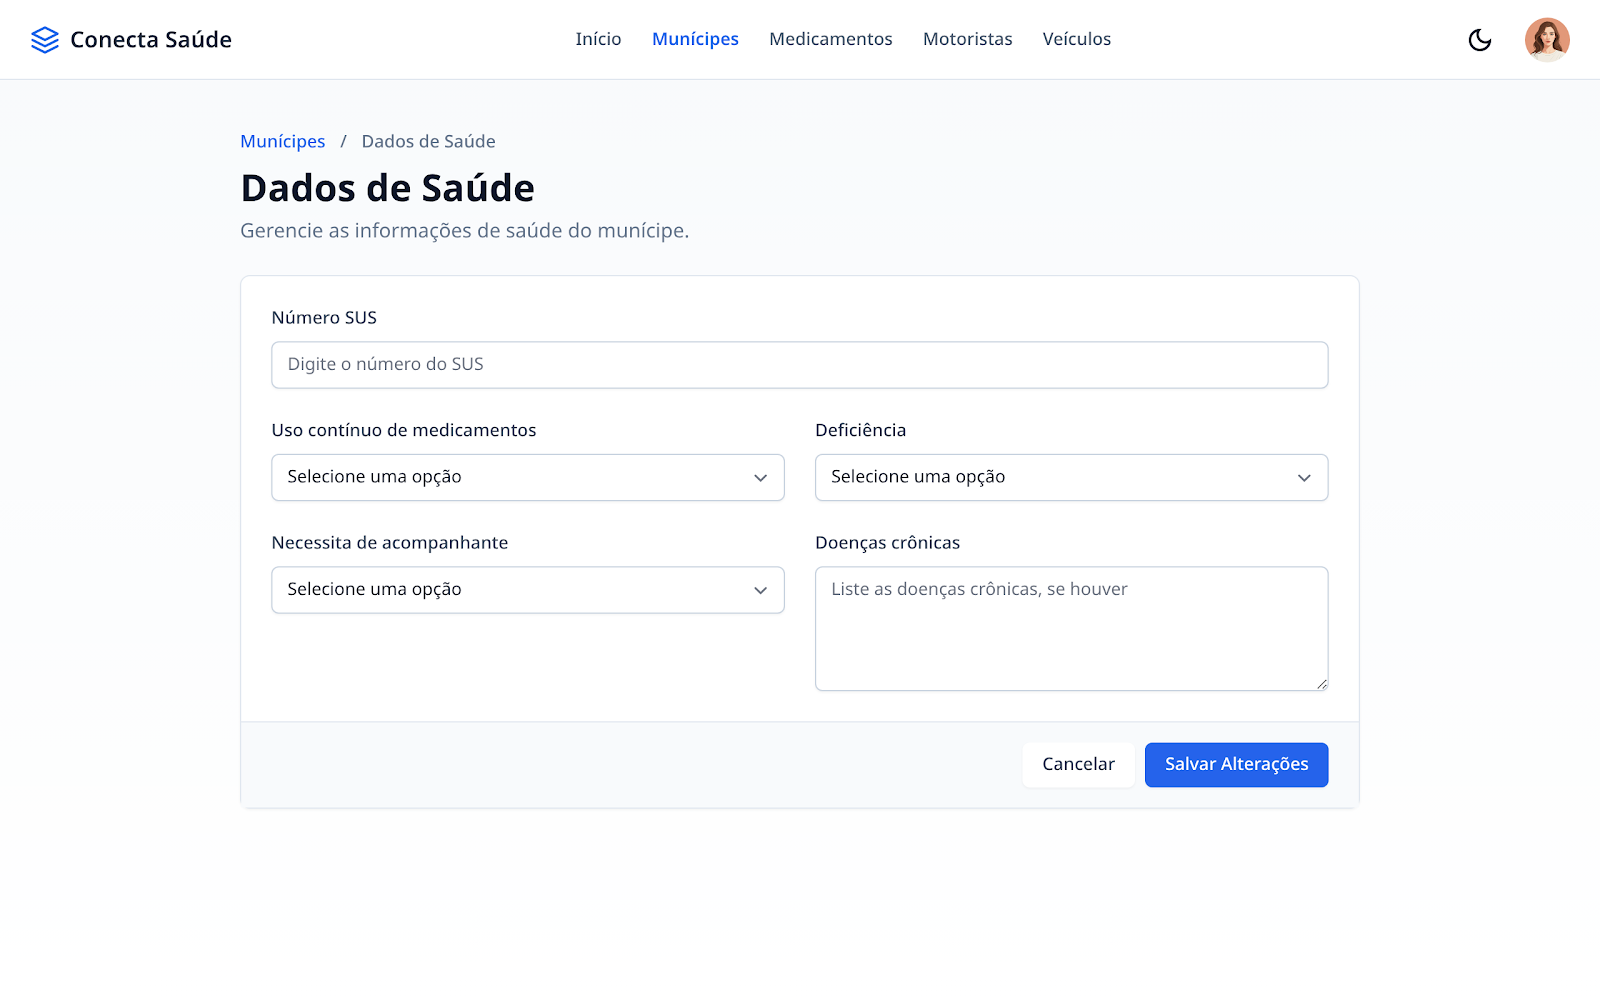 Conecta Saúde
Início Munícipes Medicamentos Motoristas Veículos
Munícipes / Dados de Saúde
Dados de Saúde
Gerencie as informações de saúde do munícipe.
Número SUS
Digite o número do SUS
Uso contínuo de medicamentos
Selecione uma opção
Deficiência
Selecione uma opção
Necessita de acompanhante
Selecione uma opção
Doenças crônicas
Liste as doenças crônicas, se houver
Cancelar
Salvar Alterações